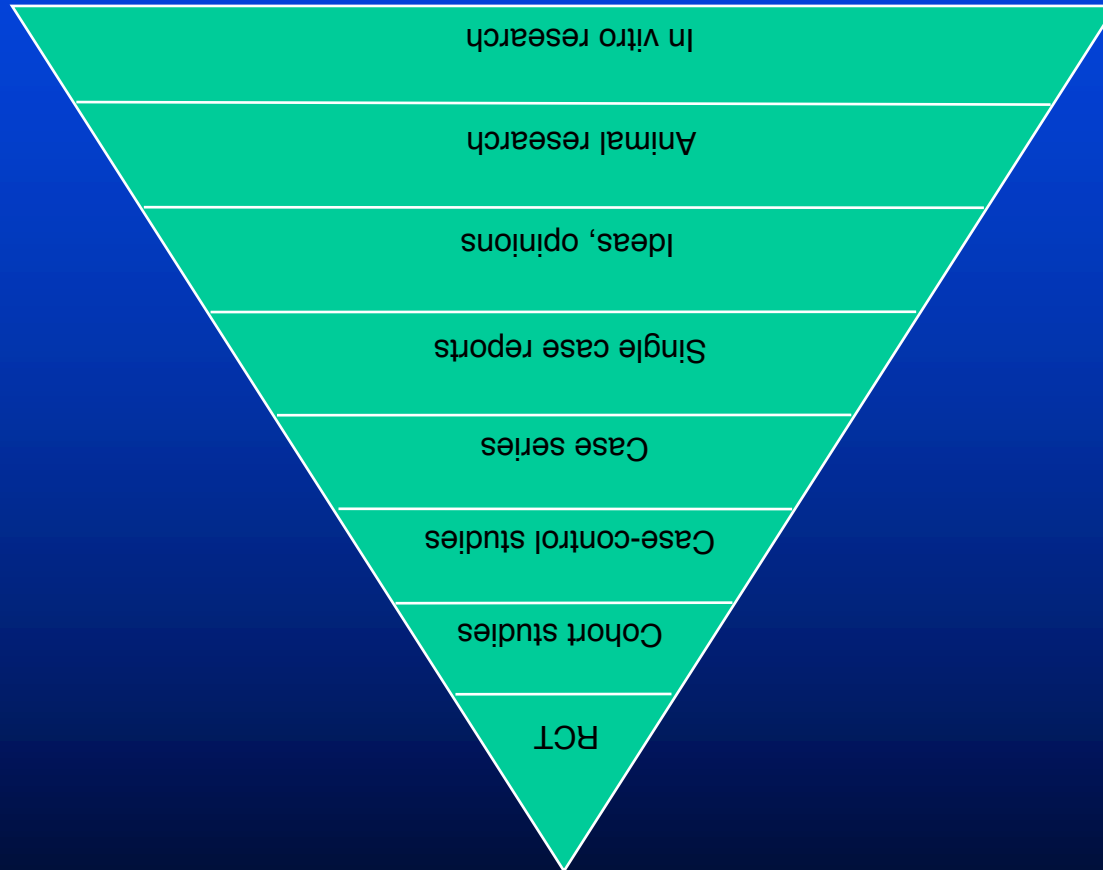 RCT
Cohort studies
Case-control studies
Case series
Single case reports
Ideas, opinions
Animal research
In vitro research